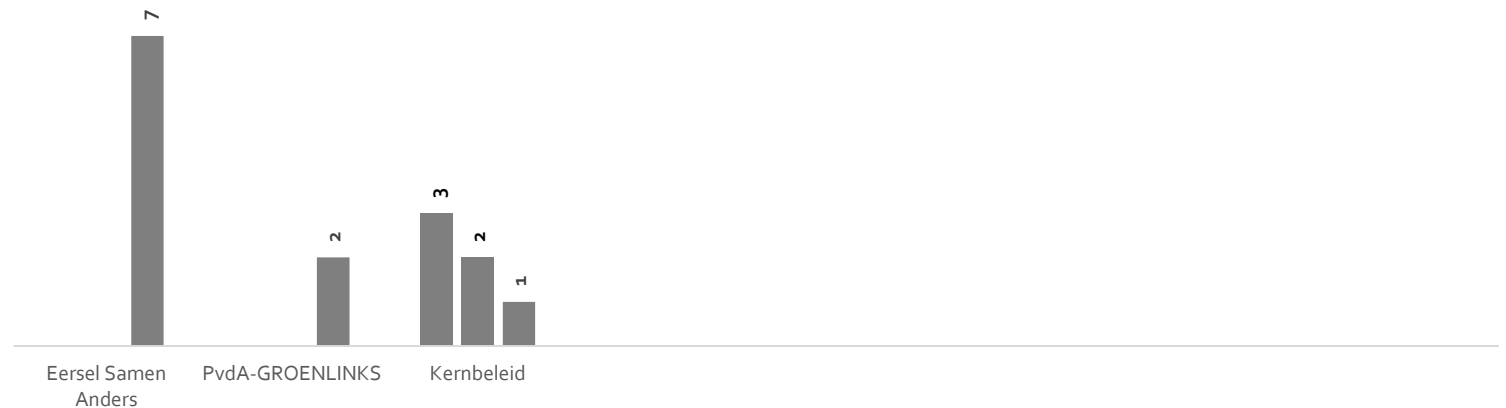 7
2
3
2
1
Eersel Samen
Anders
PvdA-GROENLINKS
Kernbeleid